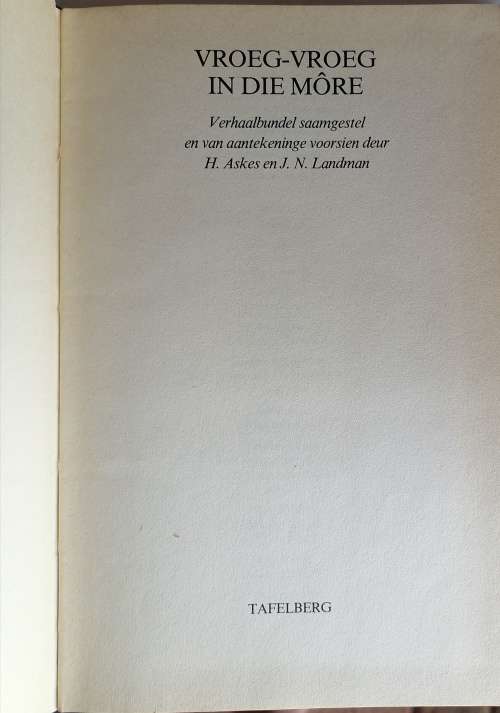 VROEG-VROEG
IN DIE MÔRE
Verhaalbundel saamgestel
en van aantekeninge voorsien deur
H. Askes en J. N. Landman
TAFELBERG